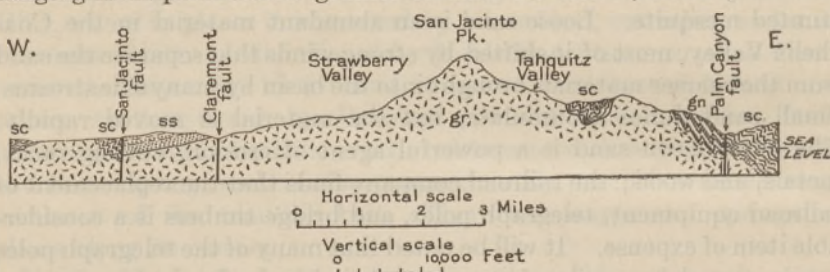 San Jacinto
Pk.
W.
E.
San Jacinto
fault
Claremont
fault
Strawberry
Valley
Tahquitz
Valley
Palm Canyon
fault
sc
sc
ss
gr
sc
gn
sc
SEA
LEVEL
Horizontal scale
0 1 2 3 Miles
Vertical scale
0 10,000 Feet